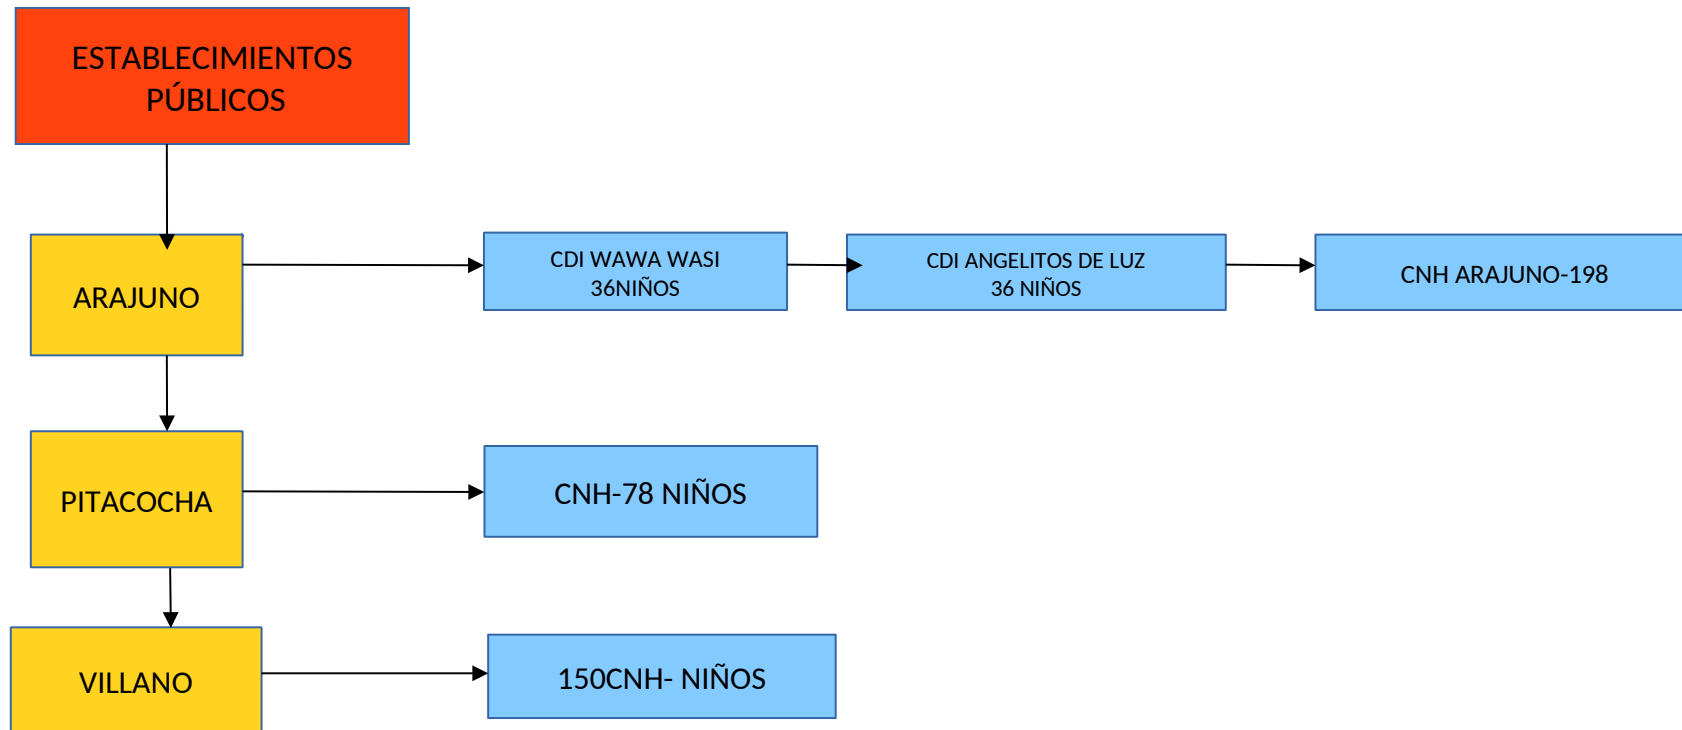 ESTABLECIMIENTOS
PÚBLICOS
ARAJUNO
CDI WAWA WASI
36NIÑOS
CDI ANGELITOS DE LUZ
36 NIÑOS
CNH ARAJUNO-198
PITACOCHA
CNH-78 NIÑOS
VILLANO
150CNH- NIÑOS